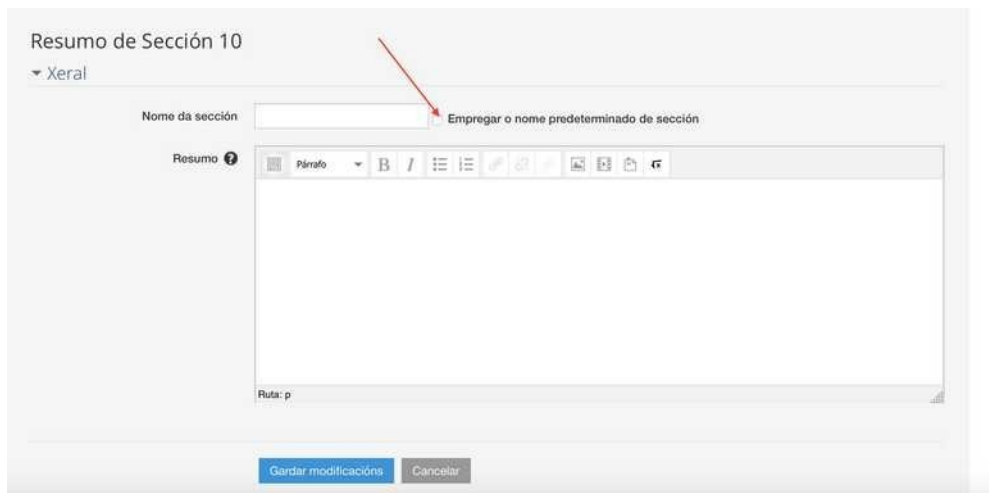 Resumo de Sección 10
Xeral
Nome da sección
Empregar o nome predeterminado de sección
Resumo
Párrafo
B I
Ruta: p
Gardar modificacións Cancelar